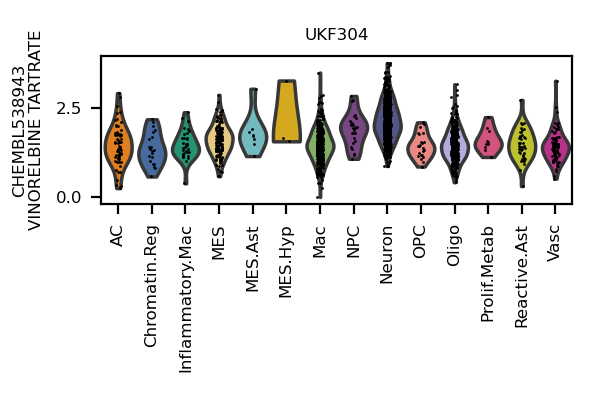 UKF304
CHEMBL538943
VINORELBINE TARTRATE
2.5
0.0
AC
Chromatin.Reg
Inflammatory.Mac
MES
MES.Ast
MES.Hyp
Mac
NPC
Neuron
OPC
Oligo
Prolif.Metab
Reactive.Ast
Vasc